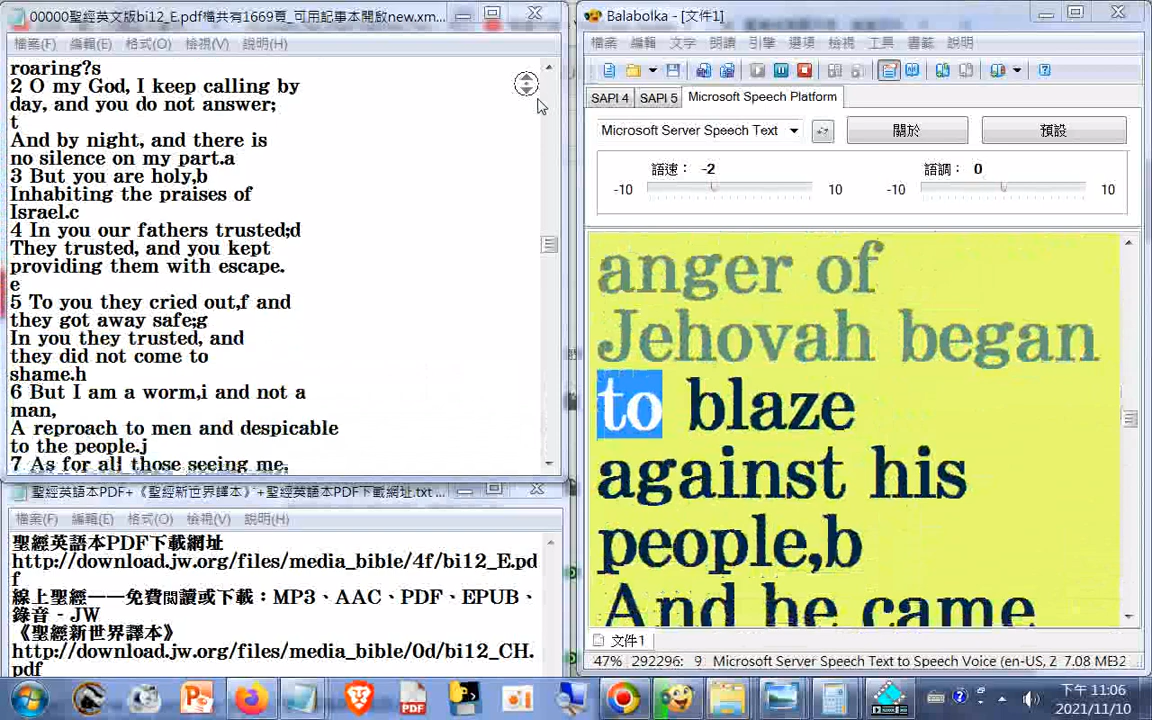 00000聖經英文版bi12_E.pdf檔共有1669頁_可用記事本開啟new.xm...
檔案(F) 編輯(E) 格式(O) 檢視(V) 說明(H)
roaring?s
2 O my God, I keep calling by
day, and you do not answer;
t
And by night, and there is
no silence on my part.a
3 But you are holy,b
Inhabiting the praises of
Israel.c
4 In you our fathers trusted;d
They trusted, and you kept
providing them with escape.
e
5 To you they cried out,f and
they got away safe;g
In you they trusted, and
they did not come to
shame.h
6 But I am a worm,i and not a
man,
A reproach to men and despicable
to the people.j
7 As for all those seeing me,
聖經英語本PDF+《聖經新世界譯本》+聖經英語本PDF下載網址.txt ...
檔案(F) 編輯(E) 格式(O) 檢視(V) 說明(H)
聖經英語本PDF下載網址
http://download.jw.org/files/media_bible/4f/bi12_E.pd
f
線上聖經——免費閱讀或下載：MP3、AAC、PDF、EPUB、
錄音 - JW
《聖經新世界譯本》
http://download.jw.org/files/media_bible/0d/bi12_CH.
pdf
Balabolka - [文件1]
檔案 編輯 文字 朗讀 引擎 選項 檢視 工具 書籤 說明
SAPI 4 SAPI 5 Microsoft Speech Platform
Microsoft Server Speech Text 關於 預設
語速： -2 語調： 0
-10 10 -10 10
anger of
Jehovah began
to blaze
against his
people,b
And he came
文件1
47% 292296: 9 Microsoft Server Speech Text to Speech Voice (en-US, Z 7.08 MB2
下午 11:06
2021/11/10